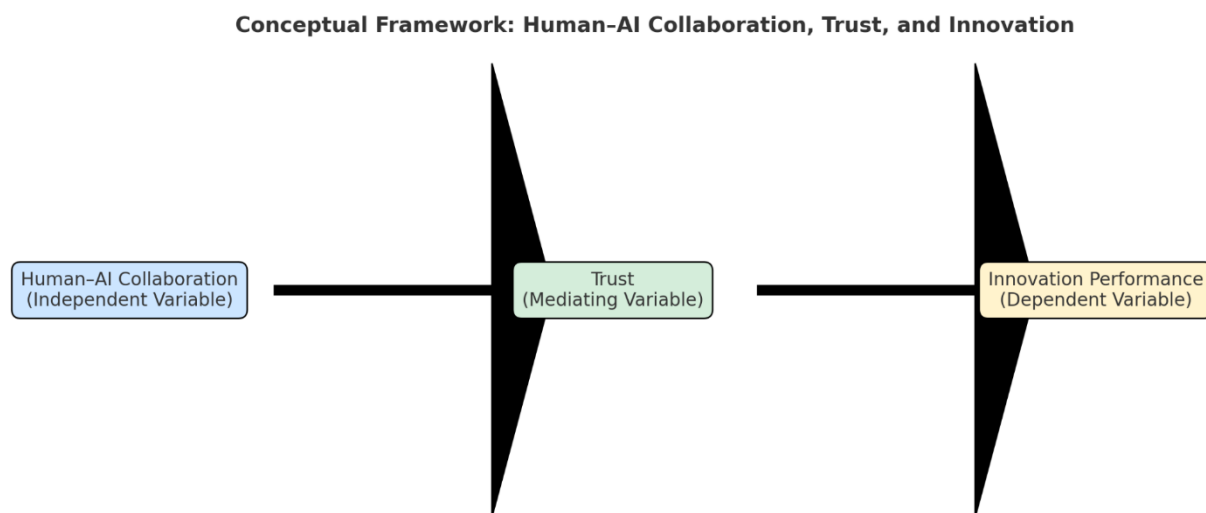 Conceptual Framework: Human–AI Collaboration, Trust, and Innovation
Human–AI Collaboration
(Independent Variable)
Trust
(Mediating Variable)
Innovation Performance
(Dependent Variable)